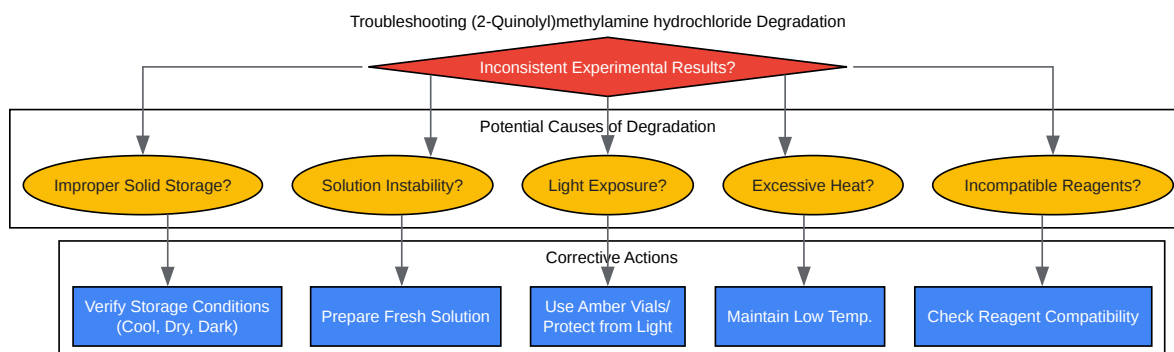 Troubleshooting (2-Quinolyl)methylamine hydrochloride Degradation
Inconsistent Experimental Results?
Potential Causes of Degradation
Improper Solid Storage?
Solution Instability?
Light Exposure?
Excessive Heat?
Incompatible Reagents?
Corrective Actions
Verify Storage Conditions
(Cool, Dry, Dark)
Prepare Fresh Solution
Use Amber Vials/
Protect from Light
Maintain Low Temp.
Check Reagent Compatibility